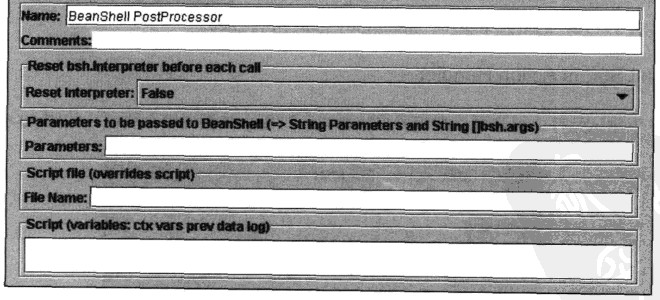 Name: BeanShell PostProcessor
Comments:
Reset bsh.Interpreter before each call
Reset Interpreter: False
Parameters to be passed to BeanShell (=> String Parameters and String []bsh.args)
Parameters:
Script file (overrides script)
File Name:
Script (variables: ctx vars prev data log)